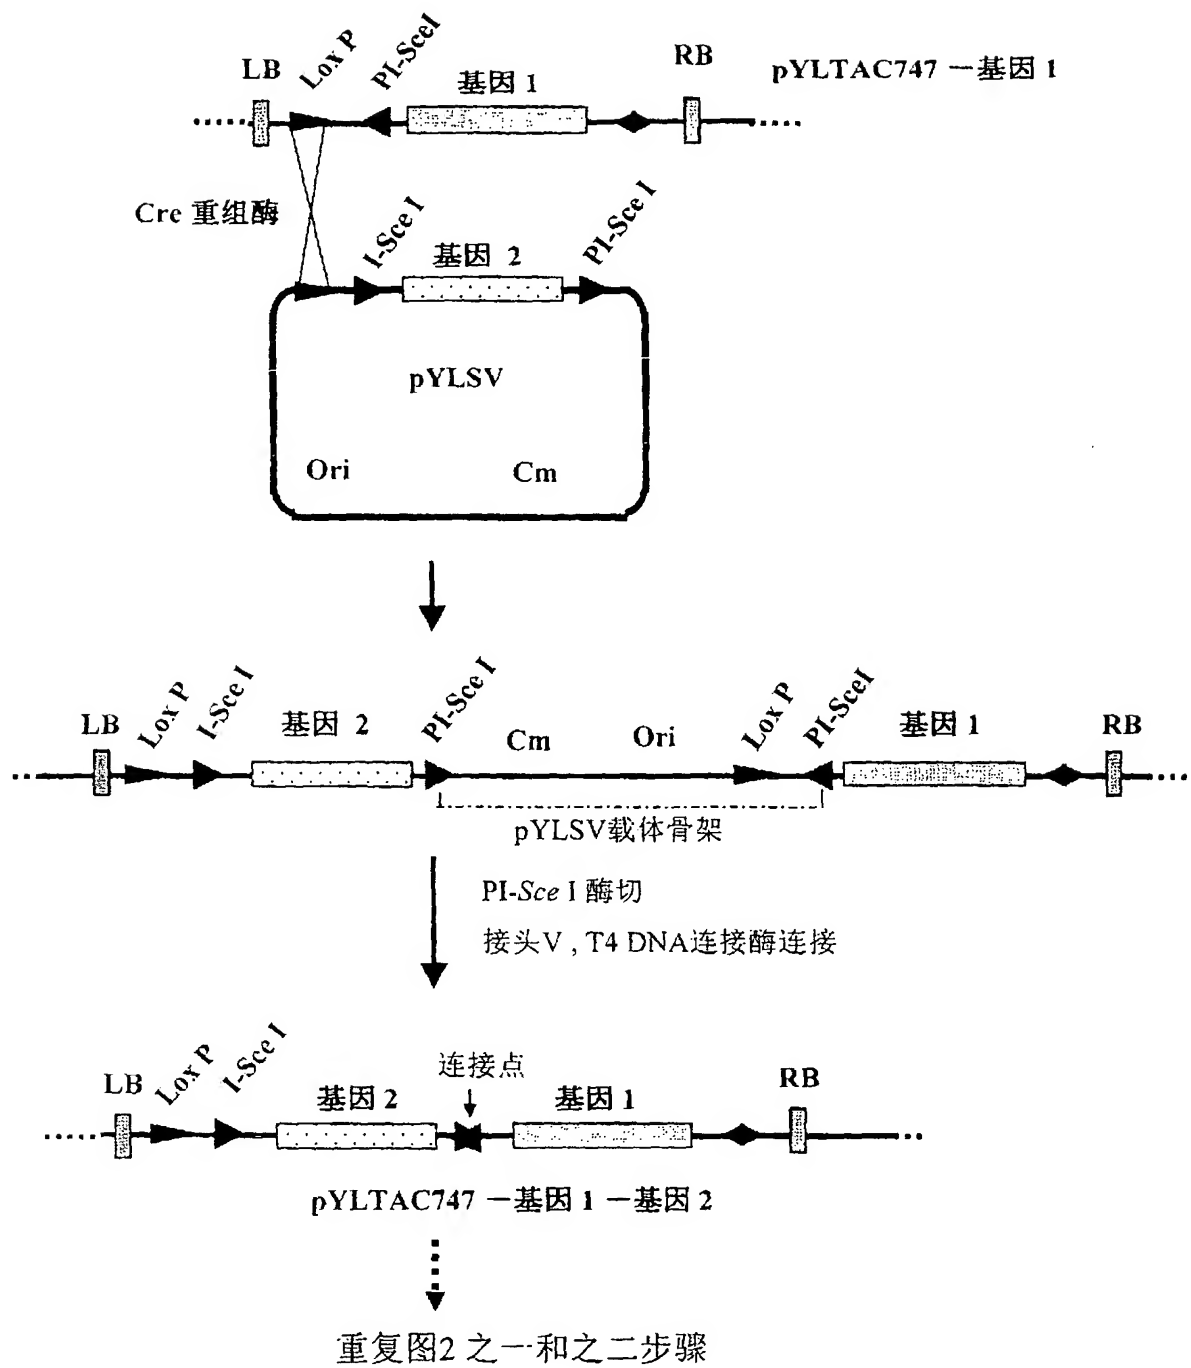 LB Lox P PI-SceI 基因 1 RB pYLTAC747 －基因 1
Cre 重组酶
I-Sce I 基因 2 PI-Sce I
pYLSV
Ori Cm
LB Lox P I-Sce I 基因 2 PI-Sce I Cm Ori Lox P PI-SceI 基因 1 RB
pYLSV载体骨架
PI-Sce I 酶切
接头V , T4 DNA连接酶连接
LB Lox P I-Sce I 基因 2 连接点 基因 1 RB
pYLTAC747 －基因 1 －基因 2
重复图2 之一和之二步骤